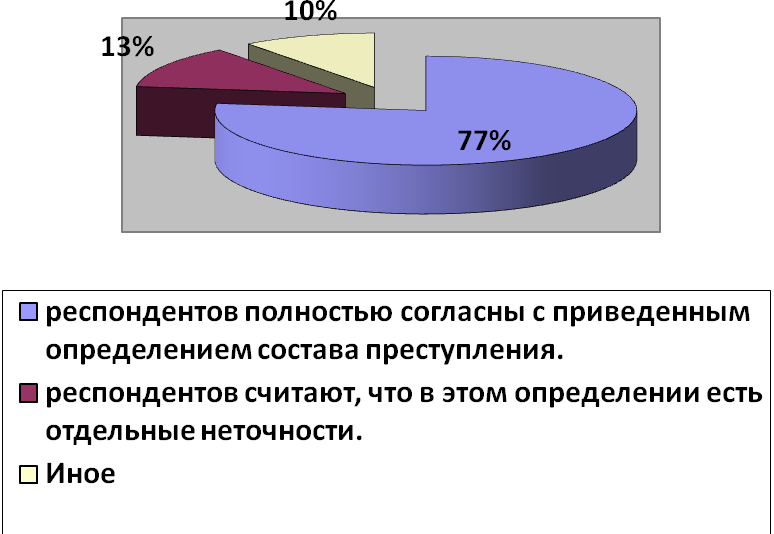 10%
13%
77%
респондентов полностью согласны с приведенным
определением состава преступления.
респондентов считают, что в этом определении есть
отдельные неточности.
Иное